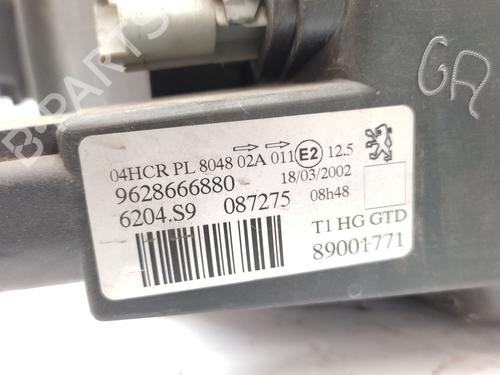 B-PARTS
GR
04HCR PL 8048 02A 011 E2 12.5
9628666880 18/03/2002
6204.S9 087275 08h48
T1 HG GTD
89001771